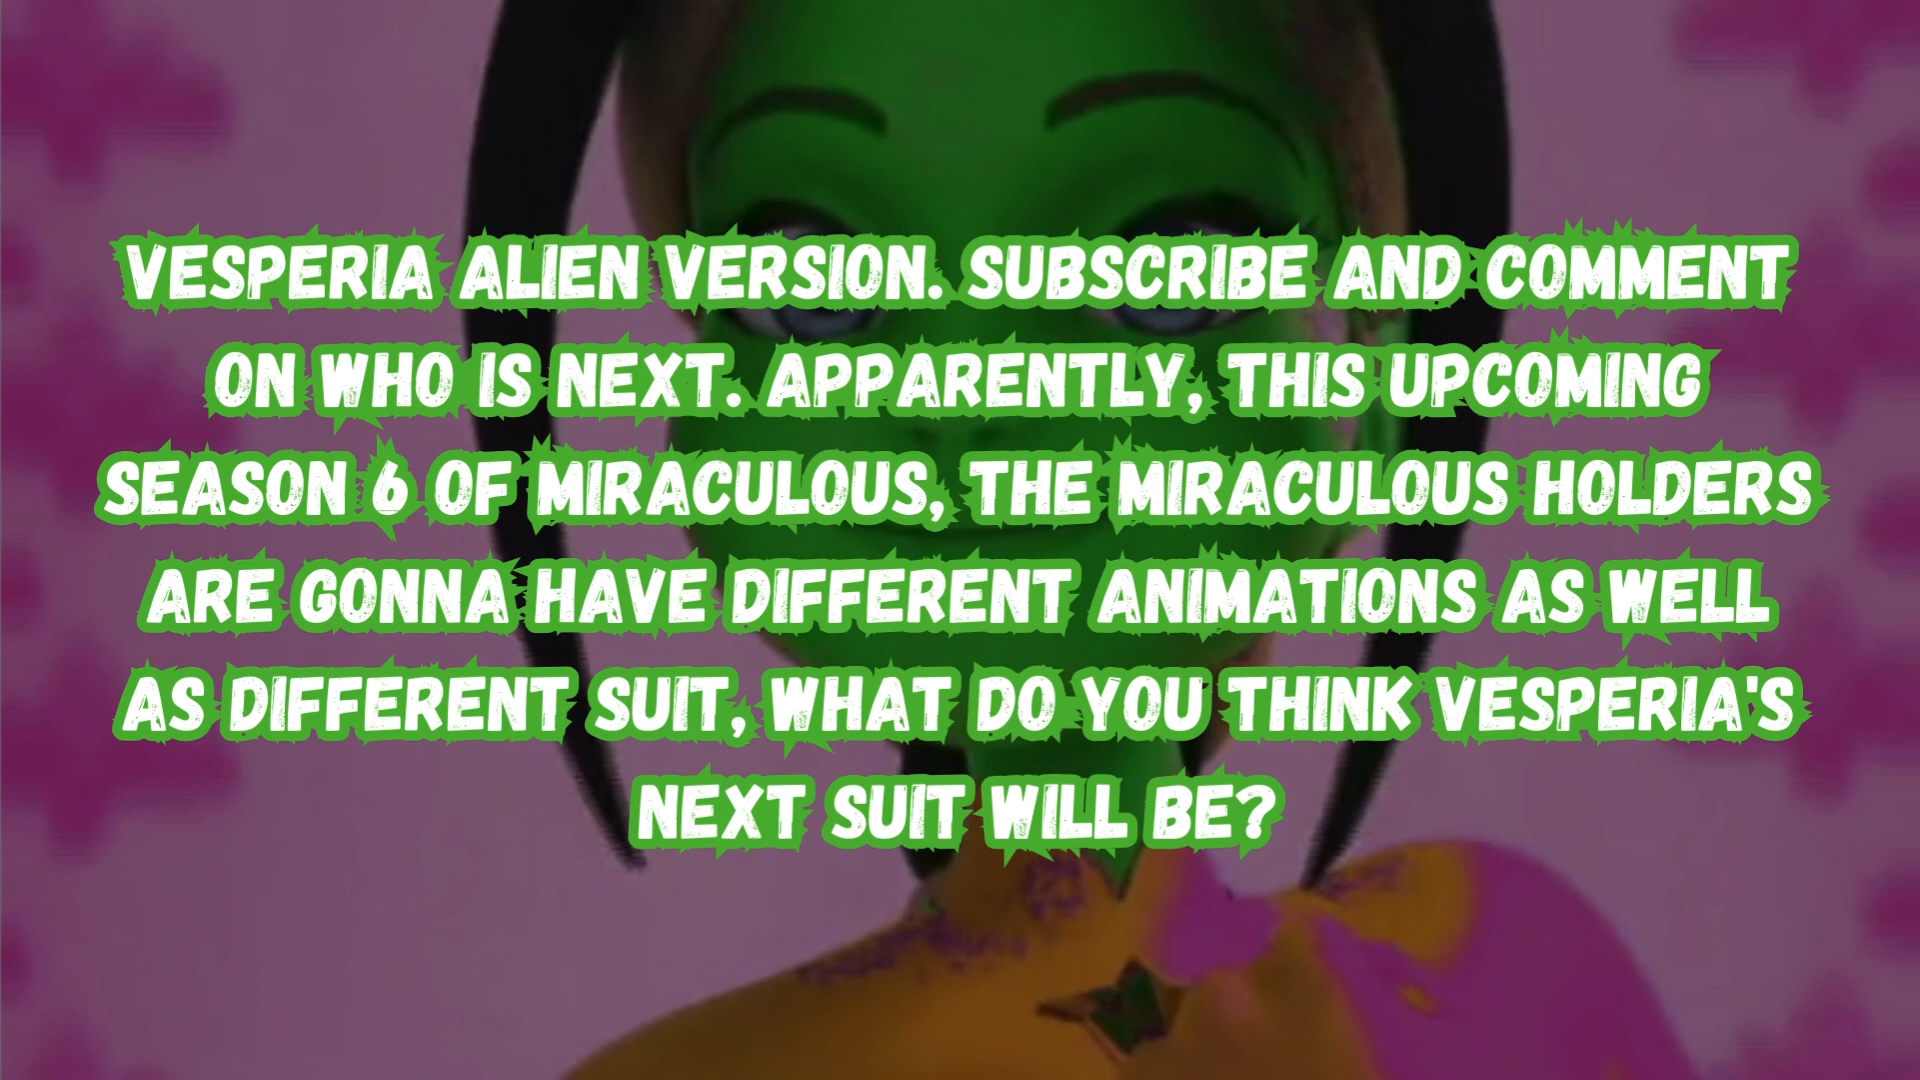 VESPERIA ALIEN VERSION. SUBSCRIBE AND COMMENT
ON WHO IS NEXT. APPARENTLY, THIS UPCOMING
SEASON 6 OF MIRACULOUS, THE MIRACULOUS HOLDERS
ARE GONNA HAVE DIFFERENT ANIMATIONS AS WELL
AS DIFFERENT SUIT, WHAT DO YOU THINK VESPERIA'S
NEXT SUIT WILL BE?